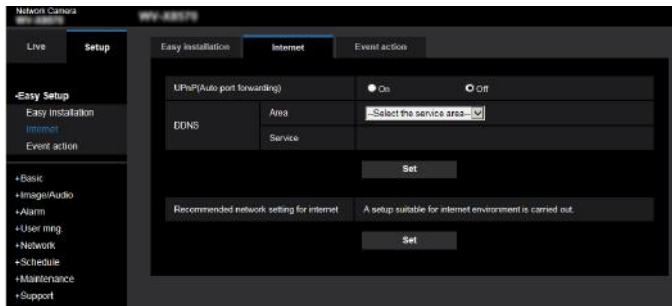 Network Camera
Live
Setup
Easy installation
Internet
Event action
-Easy Setup
Easy installation
Internet
Event action
+Basic
+Image/Audio
+Alarm
+User mng.
+Network
+Schedule
+Maintenance
+Support
UPnP(Auto port forwarding)
On
Off
DDNS
Area
--Select the service area--
Service
Set
Recommended network setting for internet
A setup suitable for internet environment is carried out.
Set